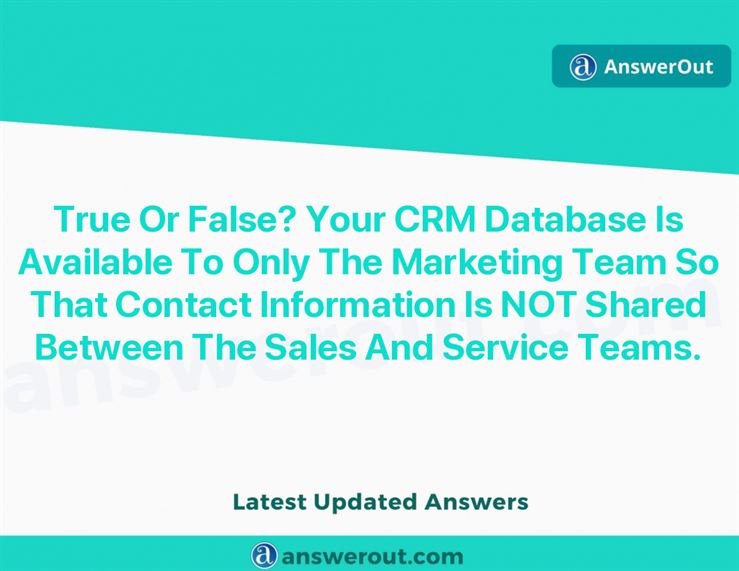 AnswerOut
True Or False? Your CRM Database Is
Available To Only The Marketing Team So
That Contact Information Is NOT Shared
Between The Sales And Service Teams.
answerout.com
Latest Updated Answers
answerout.com